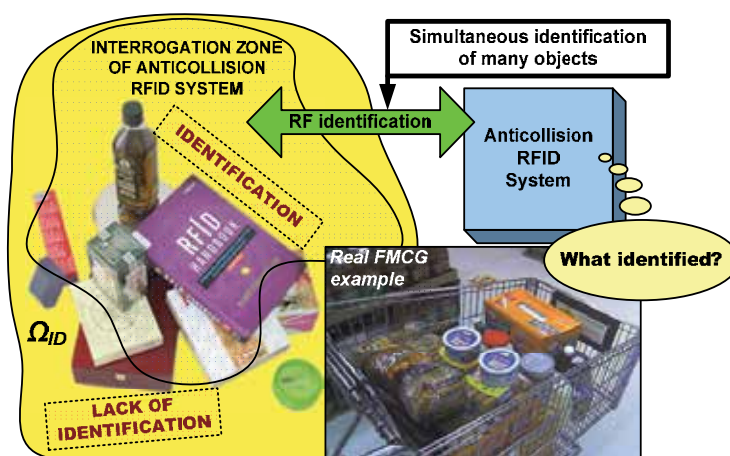 INTERROGATION ZONE
OF ANTICOLLISION
RFID SYSTEM
Simultaneous identification
of many objects
RF identification
Anticollision
RFID
System
IDENTIFICATION
RFID
HANDBOOK
What identified?
Real FMCG
example
Ω_ID
LACK OF
IDENTIFICATION